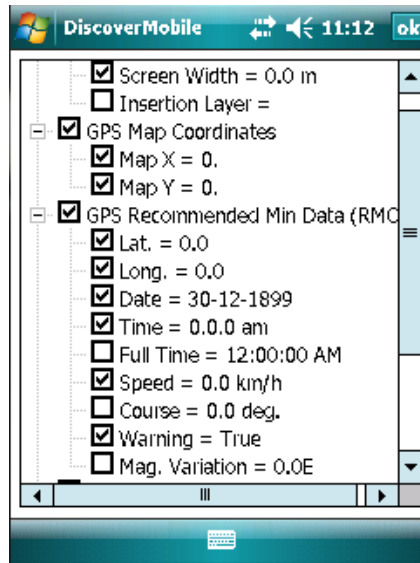 DiscoverMobile 11:12 ok
Screen Width = 0.0 m
Insertion Layer =
GPS Map Coordinates
Map X = 0.
Map Y = 0.
GPS Recommended Min Data (RMC
Lat. = 0.0
Long. = 0.0
Date = 30-12-1899
Time = 0.0.0 am
Full Time = 12:00:00 AM
Speed = 0.0 km/h
Course = 0.0 deg.
Warning = True
Mag. Variation = 0.0E